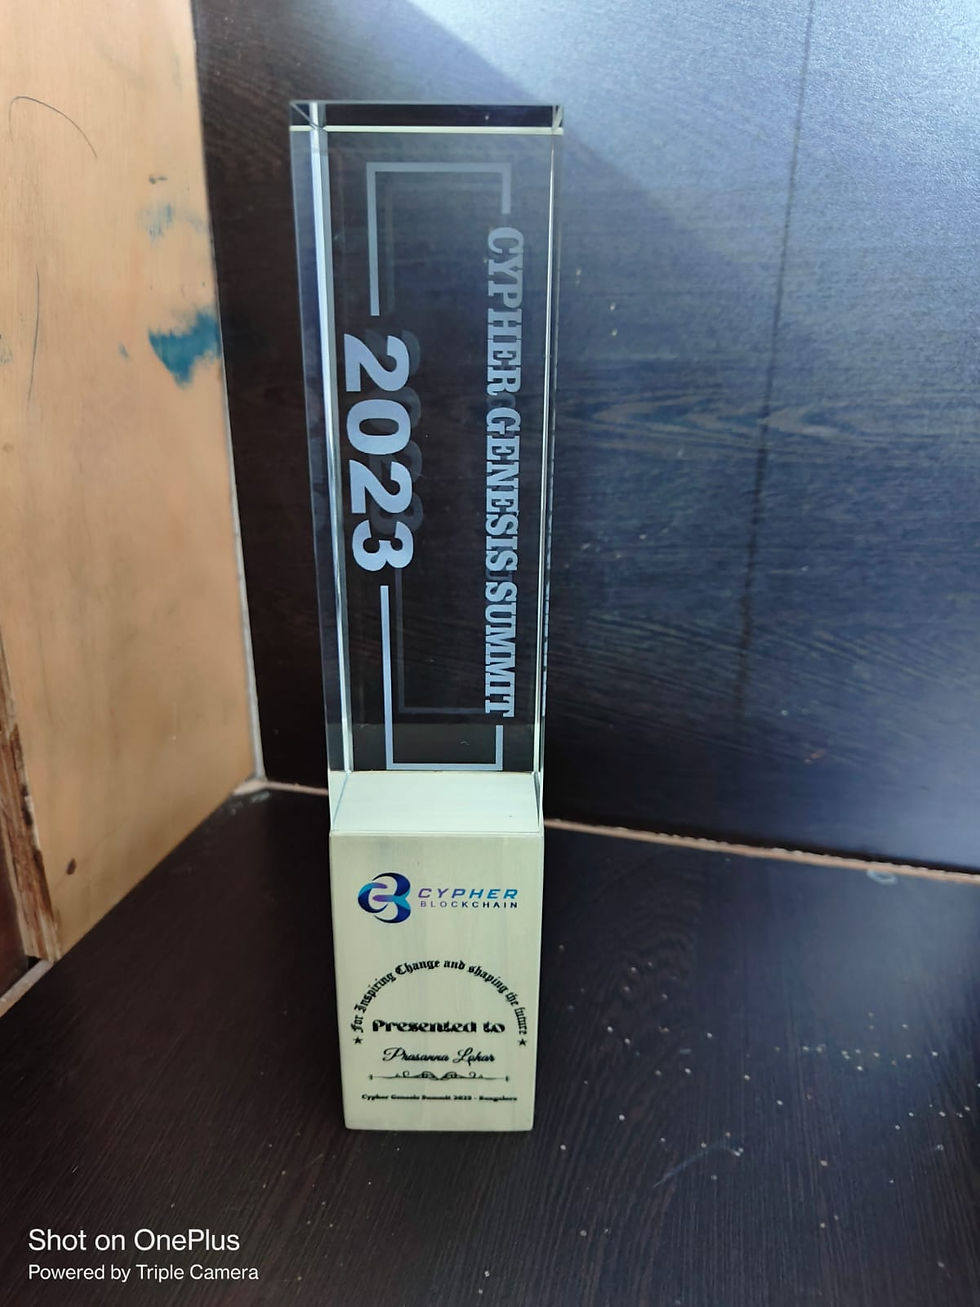 CYPHER GENESIS SUMMIT
2023
CYPHER
BLOCKCHAIN
★ For Inspiring Change and shaping the future ★
Presented to
Prasanna Lohar
Cypher Genesis Summit 2023 - Bangalore
Shot on OnePlus
Powered by Triple Camera